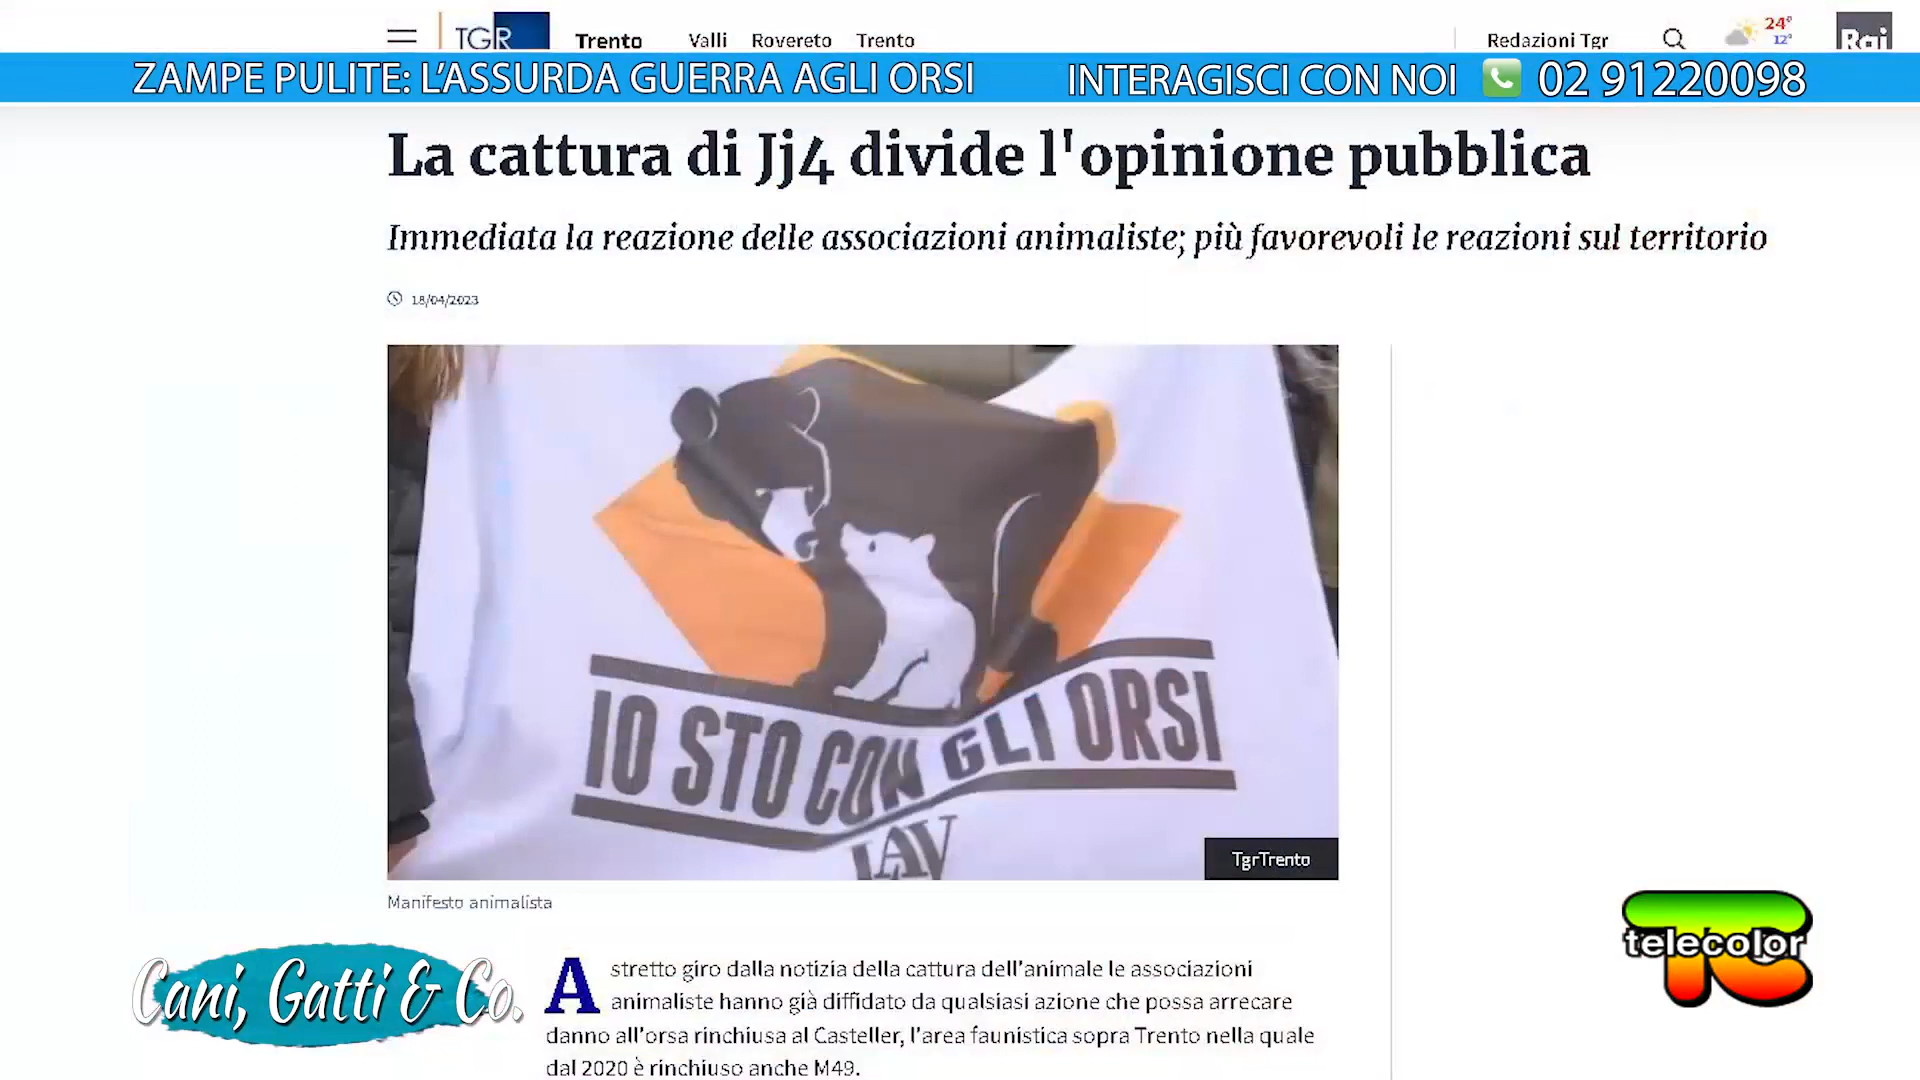 TGR
Trento
Valli
Rovereto
Trento
Redazioni Tgr
24°
12°
Rai
ZAMPE PULITE: L'ASSURDA GUERRA AGLI ORSI
INTERAGISCI CON NOI
02 91220098
La cattura di Jj4 divide l'opinione pubblica
Immediata la reazione delle associazioni animaliste; più favorevoli le reazioni sul territorio
18/04/2023
IO STO CON GLI ORSI
LAV
TgrTrento
Manifesto animalista
A stretto giro dalla notizia della cattura dell'animale le associazioni
animaliste hanno già diffidato da qualsiasi azione che possa arrecare
danno all'orsa rinchiusa al Casteller, l'area faunistica sopra Trento nella quale
dal 2020 è rinchiuso anche M49.
Cani, Gatti & Co.
telecolor